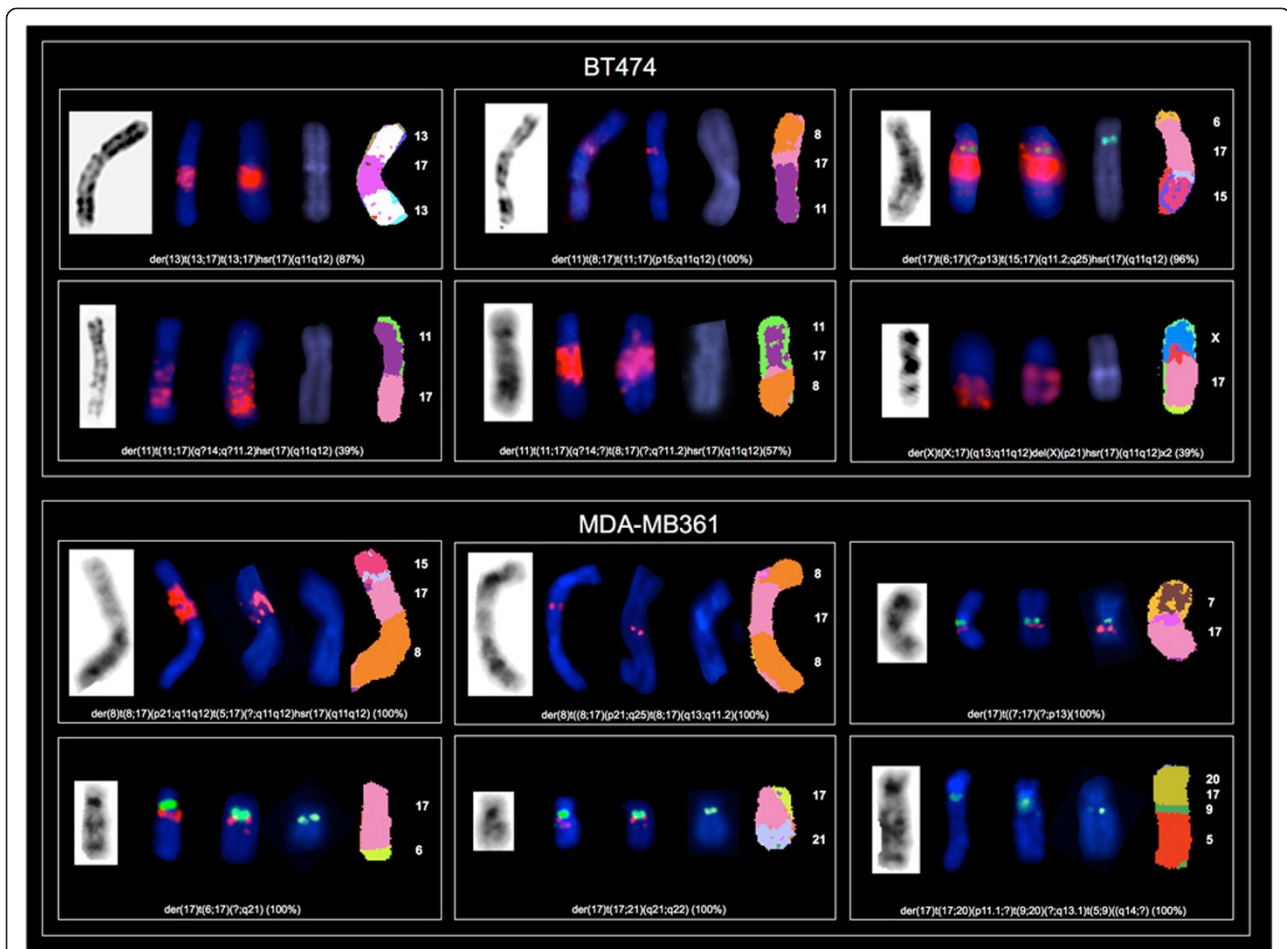 BT474
13
17
13
der(13)t(13;17)t(13;17)hsr(17)(q11q12) (87%)
8
17
11
der(11)t(8;17)t(11;17)(p15;q11q12) (100%)
6
17
15
der(17)t(6;17)(?;p13)t(15;17)(q11.2;q25)hsr(17)(q11q12) (96%)
11
17
der(11)t(11;17)(q?14;q?11.2)hsr(17)(q11q12) (39%)
11
17
8
der(11)t(11;17)(q?14;?)t(8;17)(?;q?11.2)hsr(17)(q11q12)(57%)
X
17
der(X)t(X;17)(q13;q11q12)del(X)(p21)hsr(17)(q11q12)x2 (39%)
MDA-MB361
15
17
8
der(8)t(8;17)(p21;q11q12)t(5;17)(?;q11q12)hsr(17)(q11q12) (100%)
8
17
8
der(8)t((8;17)(p21;q25)t(8;17)(q13;q11.2)(100%)
7
17
der(17)t((7;17)(?;p13)(100%)
17
6
der(17)t(6;17)(?;q21) (100%)
17
21
der(17)t(17;21)(q21;q22) (100%)
20
17
9
5
der(17)t(17;20)(p11.1;?)t(9;20)(?;q13.1)t(5;9)((q14;?) (100%)